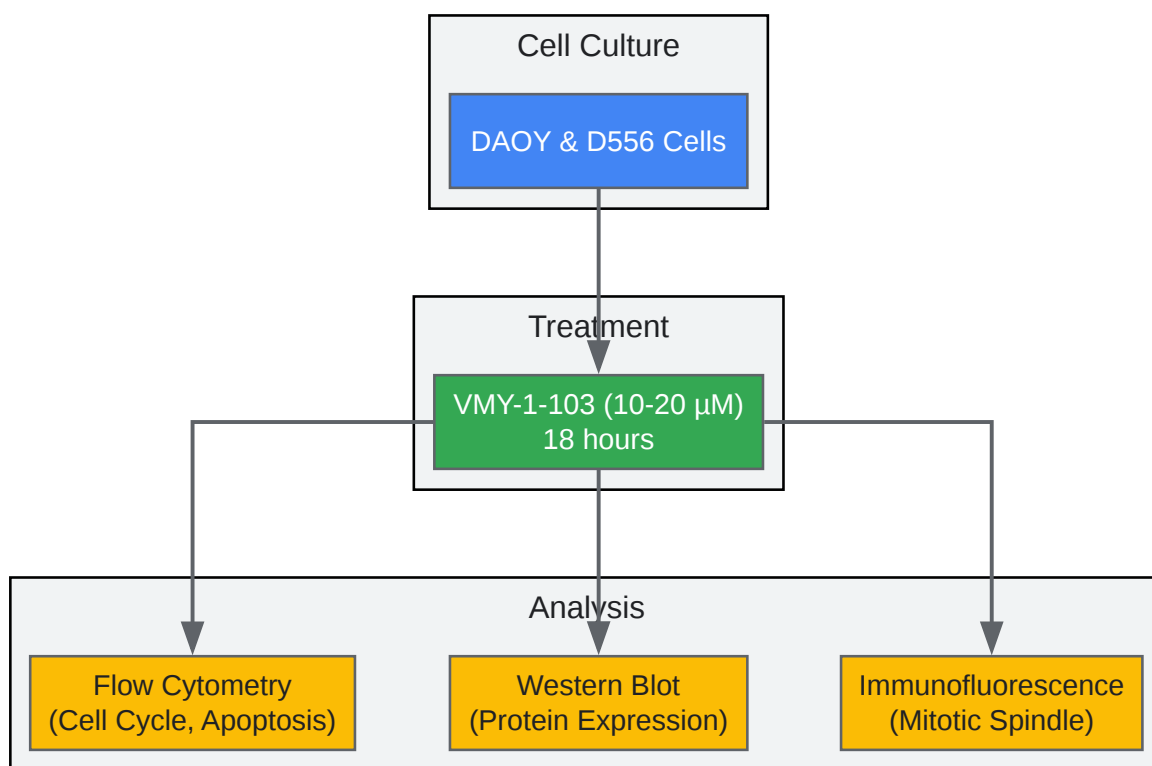 Cell Culture
DAOY & D556 Cells
Treatment
VMY-1-103 (10-20 µM)
18 hours
Analysis
Flow Cytometry
(Cell Cycle, Apoptosis)
Western Blot
(Protein Expression)
Immunofluorescence
(Mitotic Spindle)